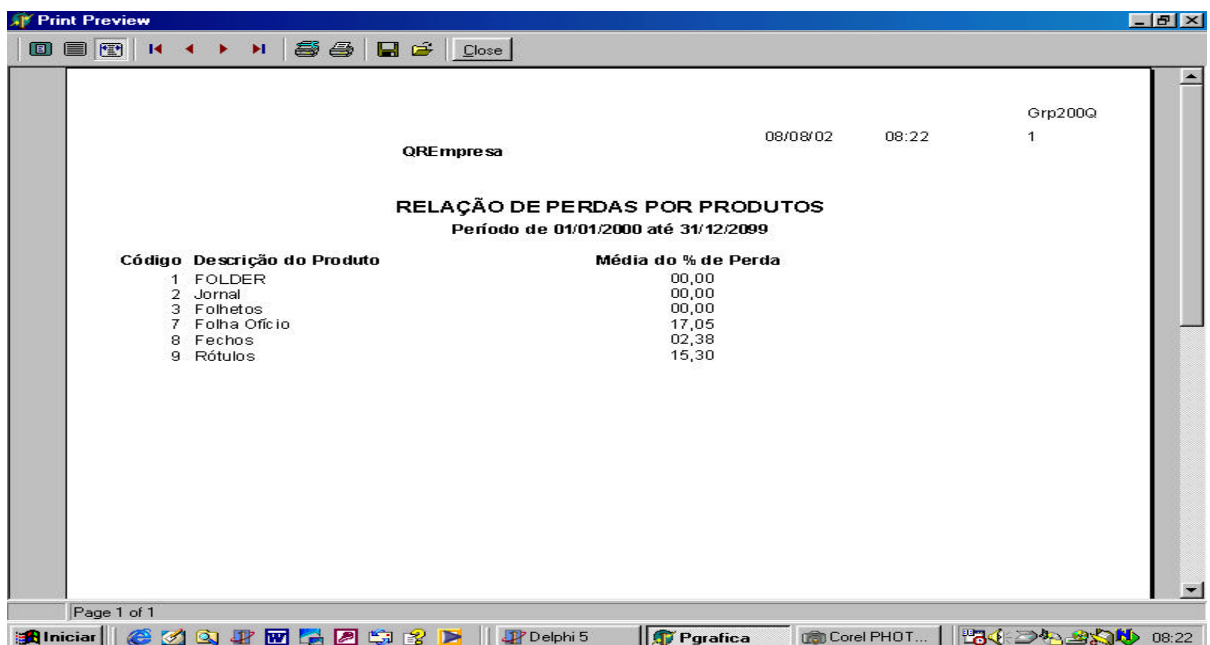 Print Preview
Close
Grp200Q
08/08/02 08:22 1
QREmpresa
RELAÇÃO DE PERDAS POR PRODUTOS
Período de 01/01/2000 até 31/12/2099
Código Descrição do Produto Média do % de Perda
1 FOLDER 00,00
2 Jornal 00,00
3 Folhetos 00,00
7 Folha Ofício 17,05
8 Fechos 02,38
9 Rótulos 15,30
Page 1 of 1
Iniciar Delphi 5 Pgrafica Corel PHOT... 08:22